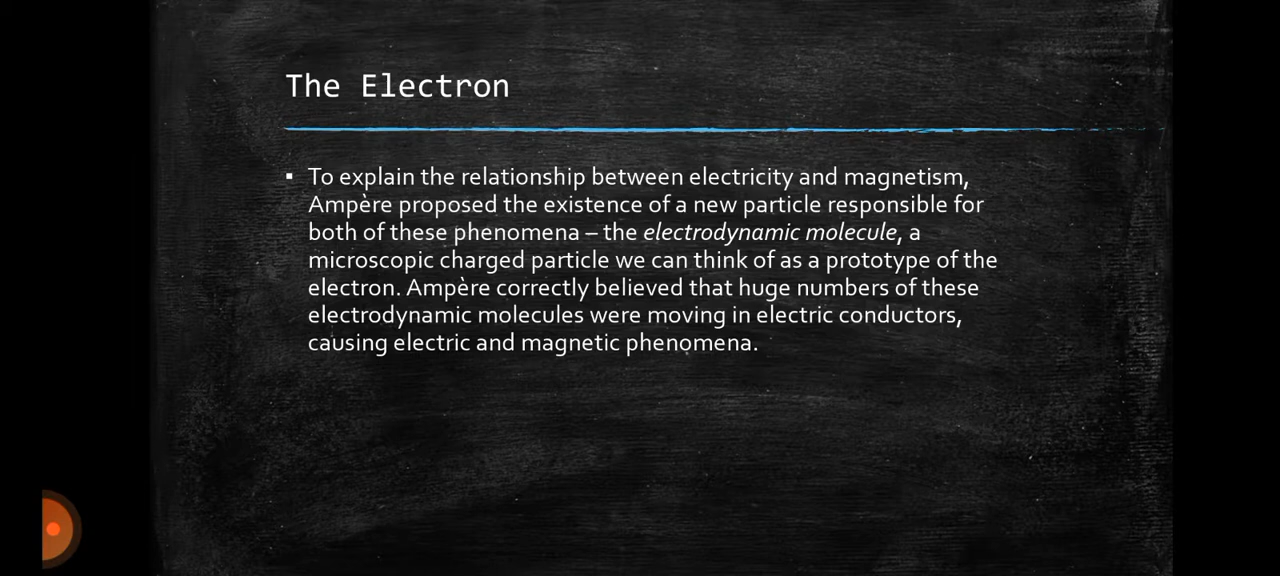 The Electron
▪ To explain the relationship between electricity and magnetism,
Ampère proposed the existence of a new particle responsible for
both of these phenomena – the electrodynamic molecule, a
microscopic charged particle we can think of as a prototype of the
electron. Ampère correctly believed that huge numbers of these
electrodynamic molecules were moving in electric conductors,
causing electric and magnetic phenomena.